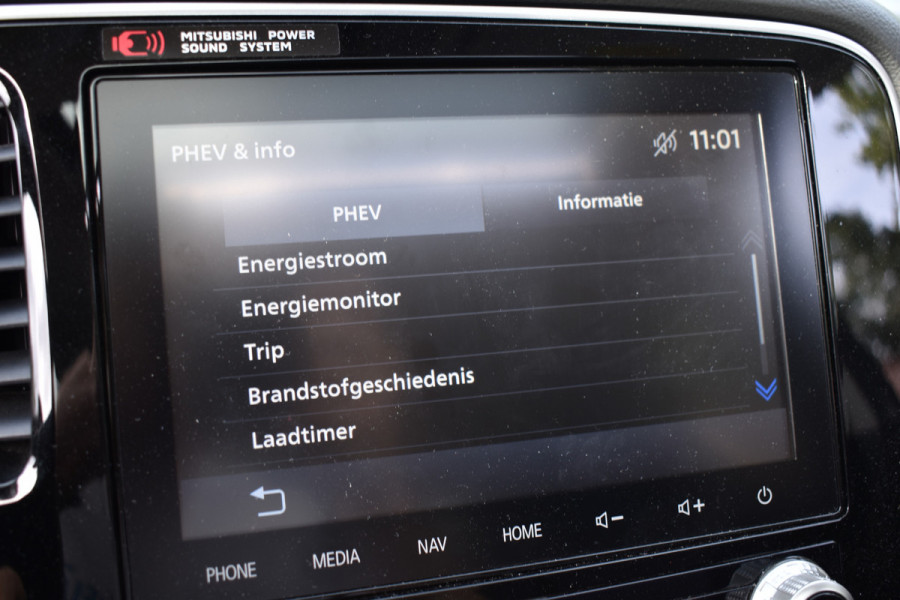 MITSUBISHI POWER
SOUND SYSTEM
PHEV & info
11:01
PHEV
Informatie
Energiestroom
Energiemonitor
Trip
Brandstofgeschiedenis
Laadtimer
PHONE
MEDIA
NAV
HOME